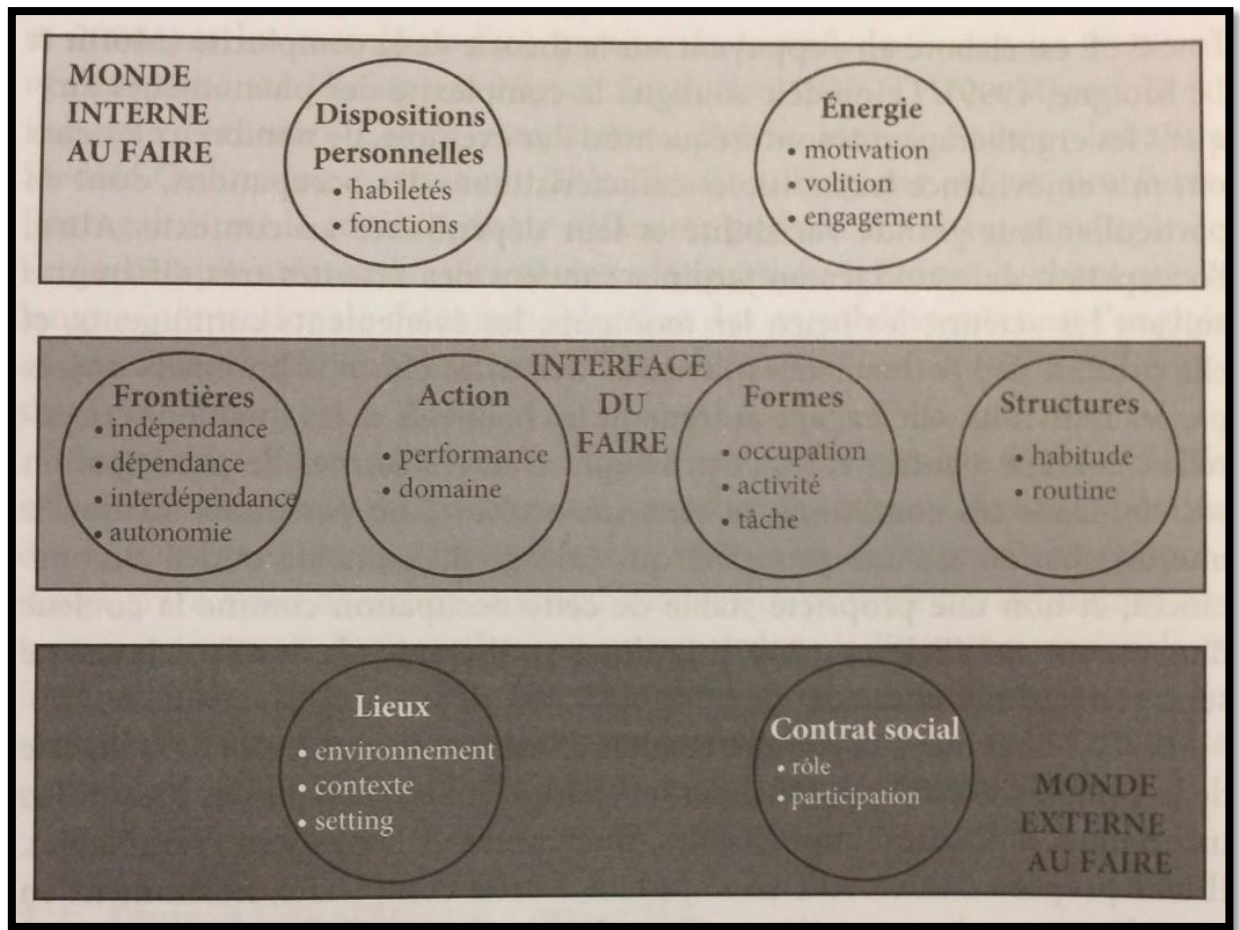 MONDE
INTERNE
AU FAIRE
Dispositions
personnelles
• habiletés
• fonctions
Énergie
• motivation
• volition
• engagement
INTERFACE
DU
FAIRE
Frontières
• indépendance
• dépendance
• interdépendance
• autonomie
Action
• performance
• domaine
Formes
• occupation
• activité
• tâche
Structures
• habitude
• routine
Lieux
• environnement
• contexte
• setting
Contrat social
• rôle
• participation
MONDE
EXTERNE
AU FAIRE